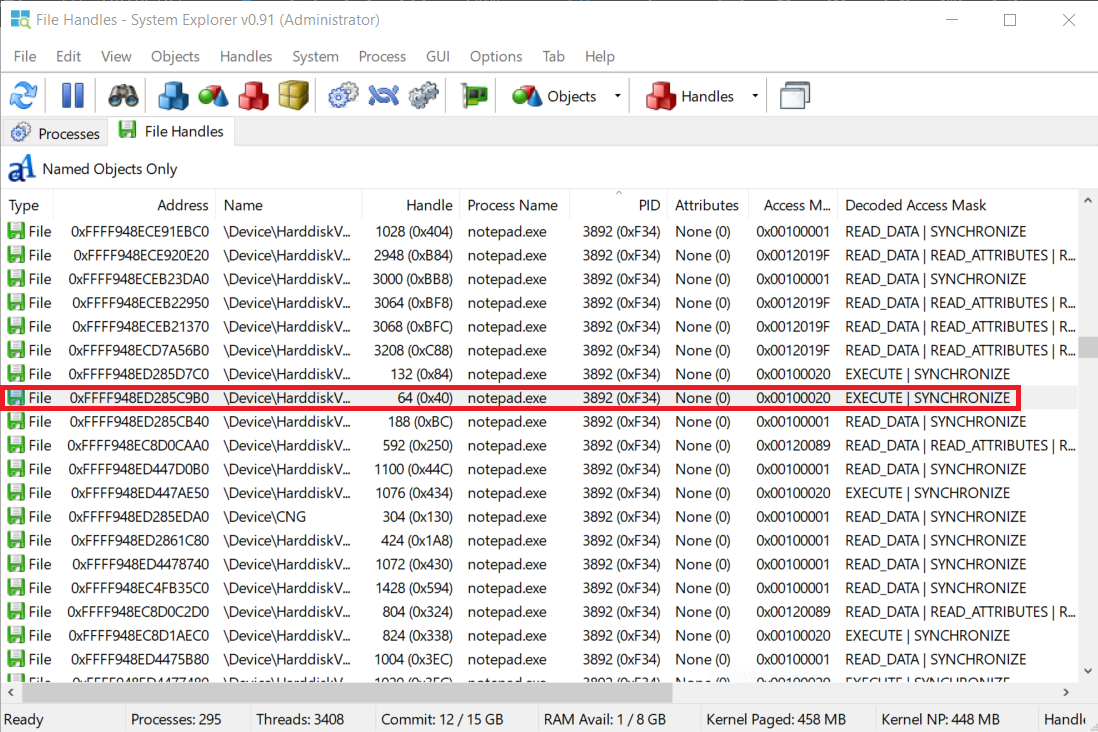 File Handles - System Explorer v0.91 (Administrator)
File Edit View Objects Handles System Process GUI Options Tab Help
Objects Handles
Processes File Handles
Named Objects Only
Type Address Name Handle Process Name PID Attributes Access M... Decoded Access Mask
File 0xFFFF948ECE91EBC0 \Device\HarddiskV... 1028 (0x404) notepad.exe 3892 (0xF34) None (0) 0x00100001 READ_DATA | SYNCHRONIZE
File 0xFFFF948ECE920E20 \Device\HarddiskV... 2948 (0xB84) notepad.exe 3892 (0xF34) None (0) 0x0012019F READ_DATA | READ_ATTRIBUTES | R...
File 0xFFFF948ECEB23DA0 \Device\HarddiskV... 3000 (0xBB8) notepad.exe 3892 (0xF34) None (0) 0x00100001 READ_DATA | SYNCHRONIZE
File 0xFFFF948ECEB22950 \Device\HarddiskV... 3064 (0xBF8) notepad.exe 3892 (0xF34) None (0) 0x0012019F READ_DATA | READ_ATTRIBUTES | R...
File 0xFFFF948ECEB21370 \Device\HarddiskV... 3068 (0xBFC) notepad.exe 3892 (0xF34) None (0) 0x0012019F READ_DATA | READ_ATTRIBUTES | R...
File 0xFFFF948ECD7A56B0 \Device\HarddiskV... 3208 (0xC88) notepad.exe 3892 (0xF34) None (0) 0x0012019F READ_DATA | READ_ATTRIBUTES | R...
File 0xFFFF948ED285D7C0 \Device\HarddiskV... 132 (0x84) notepad.exe 3892 (0xF34) None (0) 0x00100020 EXECUTE | SYNCHRONIZE
File 0xFFFF948ED285C9B0 \Device\HarddiskV... 64 (0x40) notepad.exe 3892 (0xF34) None (0) 0x00100020 EXECUTE | SYNCHRONIZE
File 0xFFFF948ED285CB40 \Device\HarddiskV... 188 (0xBC) notepad.exe 3892 (0xF34) None (0) 0x00100001 READ_DATA | SYNCHRONIZE
File 0xFFFF948EC8D0CAA0 \Device\HarddiskV... 592 (0x250) notepad.exe 3892 (0xF34) None (0) 0x00120089 READ_DATA | READ_ATTRIBUTES | R...
File 0xFFFF948ED447D0B0 \Device\HarddiskV... 1100 (0x44C) notepad.exe 3892 (0xF34) None (0) 0x00100001 READ_DATA | SYNCHRONIZE
File 0xFFFF948ED447AE50 \Device\HarddiskV... 1076 (0x434) notepad.exe 3892 (0xF34) None (0) 0x00100020 EXECUTE | SYNCHRONIZE
File 0xFFFF948ED285EDA0 \Device\CNG 304 (0x130) notepad.exe 3892 (0xF34) None (0) 0x00100001 READ_DATA | SYNCHRONIZE
File 0xFFFF948ED2861C80 \Device\HarddiskV... 424 (0x1A8) notepad.exe 3892 (0xF34) None (0) 0x00100001 READ_DATA | SYNCHRONIZE
File 0xFFFF948ED4478740 \Device\HarddiskV... 1072 (0x430) notepad.exe 3892 (0xF34) None (0) 0x00100001 READ_DATA | SYNCHRONIZE
File 0xFFFF948EC4FB35C0 \Device\HarddiskV... 1428 (0x594) notepad.exe 3892 (0xF34) None (0) 0x00100001 READ_DATA | SYNCHRONIZE
File 0xFFFF948EC8D0C2D0 \Device\HarddiskV... 804 (0x324) notepad.exe 3892 (0xF34) None (0) 0x00120089 READ_DATA | READ_ATTRIBUTES | R...
File 0xFFFF948EC8D1AEC0 \Device\HarddiskV... 824 (0x338) notepad.exe 3892 (0xF34) None (0) 0x00100020 EXECUTE | SYNCHRONIZE
File 0xFFFF948ED4475B80 \Device\HarddiskV... 1004 (0x3EC) notepad.exe 3892 (0xF34) None (0) 0x00100001 READ_DATA | SYNCHRONIZE
Ready Processes: 295 Threads: 3408 Commit: 12 / 15 GB RAM Avail: 1 / 8 GB Kernel Paged: 458 MB Kernel NP: 448 MB